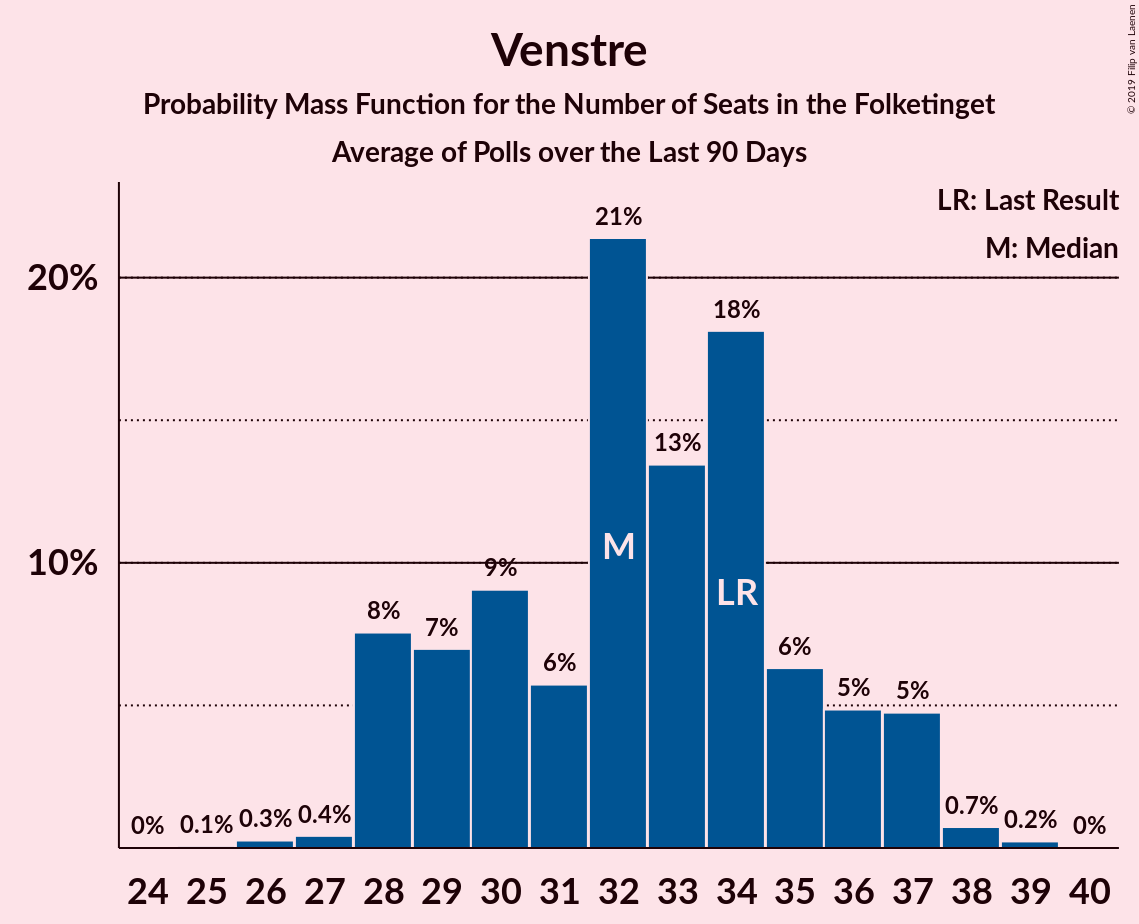 Venstre
Probability Mass Function for the Number of Seats in the Folketinget
Average of Polls over the Last 90 Days
© 2019 Filip van Laenen
LR: Last Result
M: Median
20%
10%
0%
0.1%
0.3%
0.4%
8%
7%
9%
6%
21%
13%
18%
6%
5%
5%
0.7%
0.2%
0%
M
LR
24 25 26 27 28 29 30 31 32 33 34 35 36 37 38 39 40